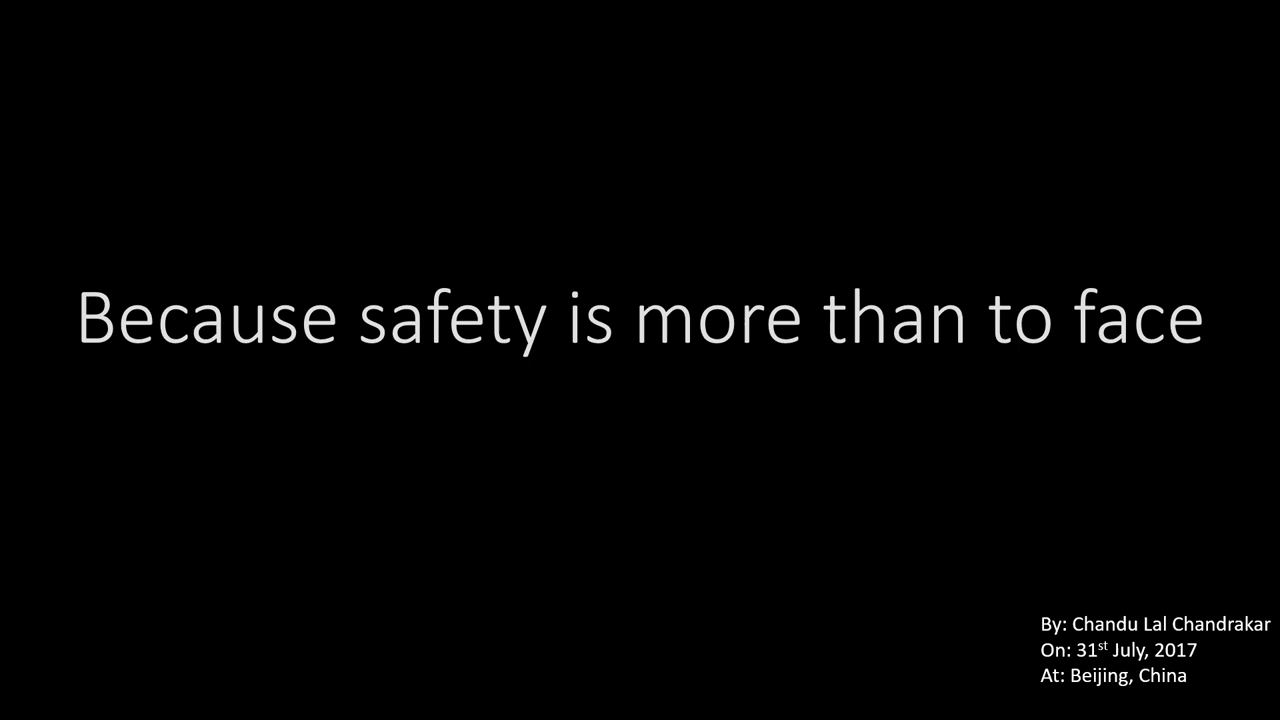 Because safety is more than to face
By: Chandu Lal Chandrakar
On: 31st July, 2017
At: Beijing, China